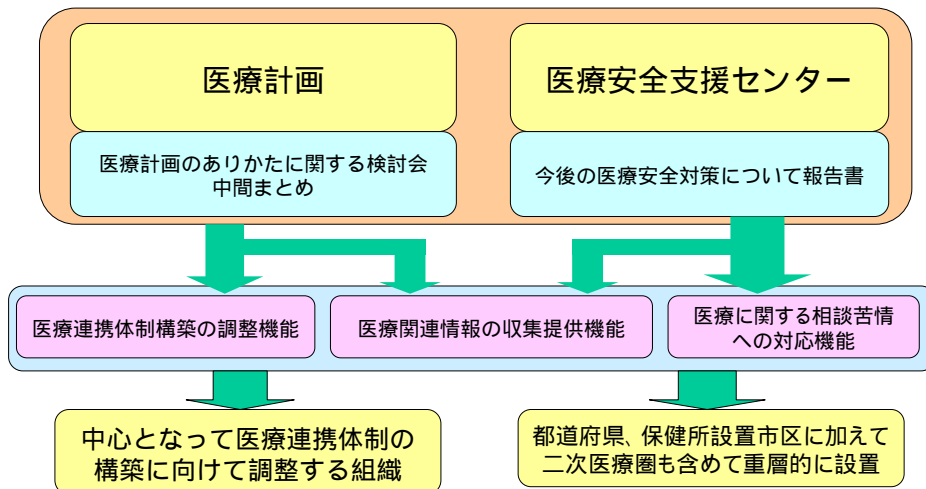 医療計画
医療安全支援センター
医療計画のありかたに関する検討会
中間まとめ
今後の医療安全対策について報告書
医療連携体制構築の調整機能
医療関連情報の収集提供機能
医療に関する相談苦情
への対応機能
中心となって医療連携体制の
構築に向けて調整する組織
都道府県、保健所設置市区に加えて
二次医療圏も含めて重層的に設置